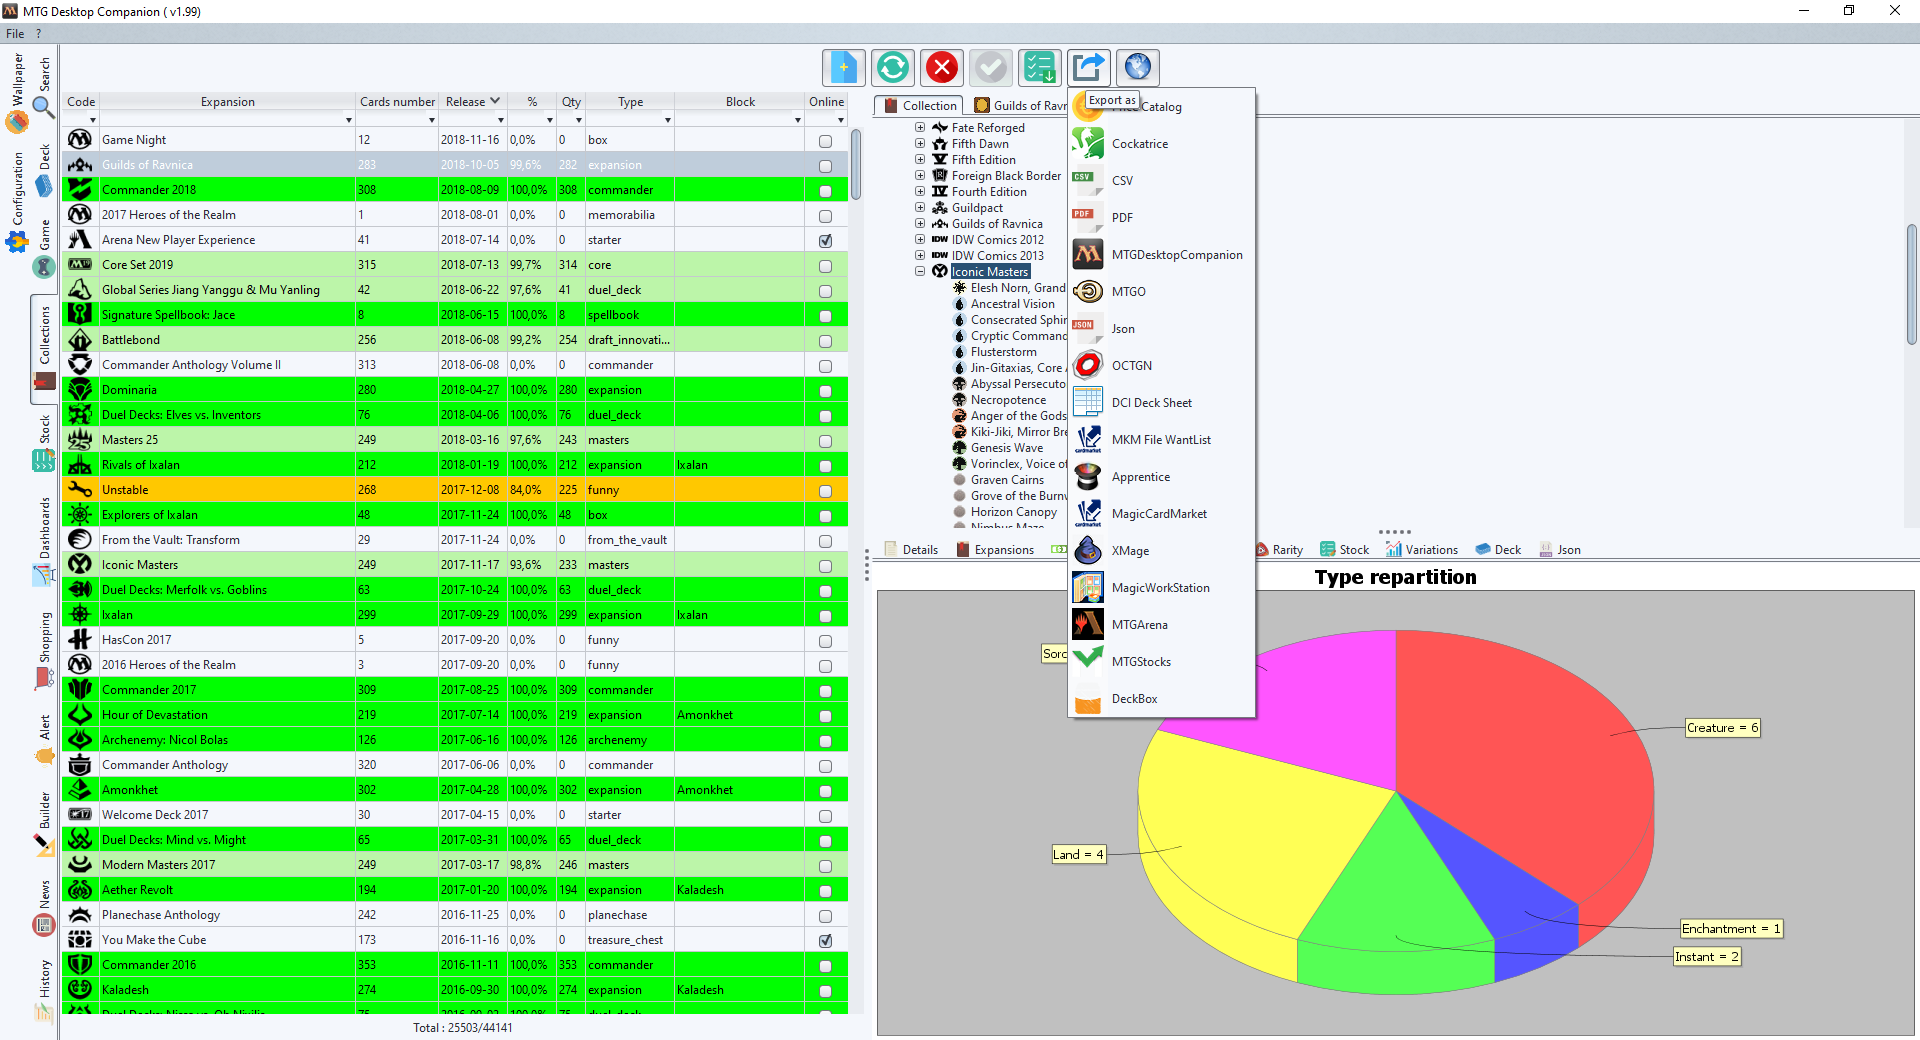 MTG Desktop Companion ( v1.99)
File ?
Wallpaper
Configuration
Search
Deck
Game
Collections
Stock
Dashboards
Shopping
Alert
Builder
News
History
Code Expansion Cards number Release % Qty Type Block Online
Game Night 12 2018-11-16 0,0% 0 box
Guilds of Ravnica 283 2018-10-05 99,6% 282 expansion
Commander 2018 308 2018-08-09 100,0% 308 commander
2017 Heroes of the Realm 1 2018-08-01 0,0% 0 memorabilia
Arena New Player Experience 41 2018-07-14 0,0% 0 starter
Core Set 2019 315 2018-07-13 99,7% 314 core
Global Series Jiang Yanggu & Mu Yanling 42 2018-06-22 97,6% 41 duel_deck
Signature Spellbook: Jace 8 2018-06-15 100,0% 8 spellbook
Battlebond 256 2018-06-08 99,2% 254 draft_innovati...
Commander Anthology Volume II 313 2018-06-08 0,0% 0 commander
Dominaria 280 2018-04-27 100,0% 280 expansion
Duel Decks: Elves vs. Inventors 76 2018-04-06 100,0% 76 duel_deck
Masters 25 249 2018-03-16 97,6% 243 masters
Rivals of Ixalan 212 2018-01-19 100,0% 212 expansion Ixalan
Unstable 268 2017-12-08 84,0% 225 funny
Explorers of Ixalan 48 2017-11-24 100,0% 48 box
From the Vault: Transform 29 2017-11-24 0,0% 0 from_the_vault
Iconic Masters 249 2017-11-17 93,6% 233 masters
Duel Decks: Merfolk vs. Goblins 63 2017-10-24 100,0% 63 duel_deck
Ixalan 299 2017-09-29 100,0% 299 expansion Ixalan
HasCon 2017 5 2017-09-20 0,0% 0 funny
2016 Heroes of the Realm 3 2017-09-20 0,0% 0 funny
Commander 2017 309 2017-08-25 100,0% 309 commander
Hour of Devastation 219 2017-07-14 100,0% 219 expansion Amonkhet
Archenemy: Nicol Bolas 126 2017-06-16 100,0% 126 archenemy
Commander Anthology 320 2017-06-06 0,0% 0 commander
Amonkhet 302 2017-04-28 100,0% 302 expansion Amonkhet
Welcome Deck 2017 30 2017-04-15 0,0% 0 starter
Duel Decks: Mind vs. Might 65 2017-03-31 100,0% 65 duel_deck
Modern Masters 2017 249 2017-03-17 98,8% 246 masters
Aether Revolt 194 2017-01-20 100,0% 194 expansion Kaladesh
Planechase Anthology 242 2016-11-25 0,0% 0 planechase
You Make the Cube 173 2016-11-16 0,0% 0 treasure_chest
Commander 2016 353 2016-11-11 100,0% 353 commander
Kaladesh 274 2016-09-30 100,0% 274 expansion Kaladesh
Total : 25503/44141
Collection Guilds of Ravn
Fate Reforged
Fifth Dawn
Fifth Edition
Foreign Black Border
Fourth Edition
Guildpact
Guilds of Ravnica
IDW Comics 2012
IDW Comics 2013
Iconic Masters
Elesh Norn, Grand
Ancestral Vision
Consecrated Sphin
Cryptic Command
Flusterstorm
Jin-Gitaxias, Core
Abyssal Persecuto
Necropotence
Anger of the Gods
Kiki-Jiki, Mirror Bre
Genesis Wave
Vorinclex, Voice of
Graven Cairns
Grove of the Burnw
Horizon Canopy
Nimbus Maze
Export as
Catalog
Cockatrice
CSV CSV
PDF PDF
MTGDesktopCompanion
MTGO
JSON Json
OCTGN
DCI Deck Sheet
cardmarket MKM File WantList
Apprentice
cardmarket MagicCardMarket
XMage
MagicWorkStation
MTGArena
MTGStocks
DeckBox
Details Expansions Rarity Stock Variations Deck Json
Type repartition
Sorc
Creature = 6
Land = 4
Enchantment = 1
Instant = 2